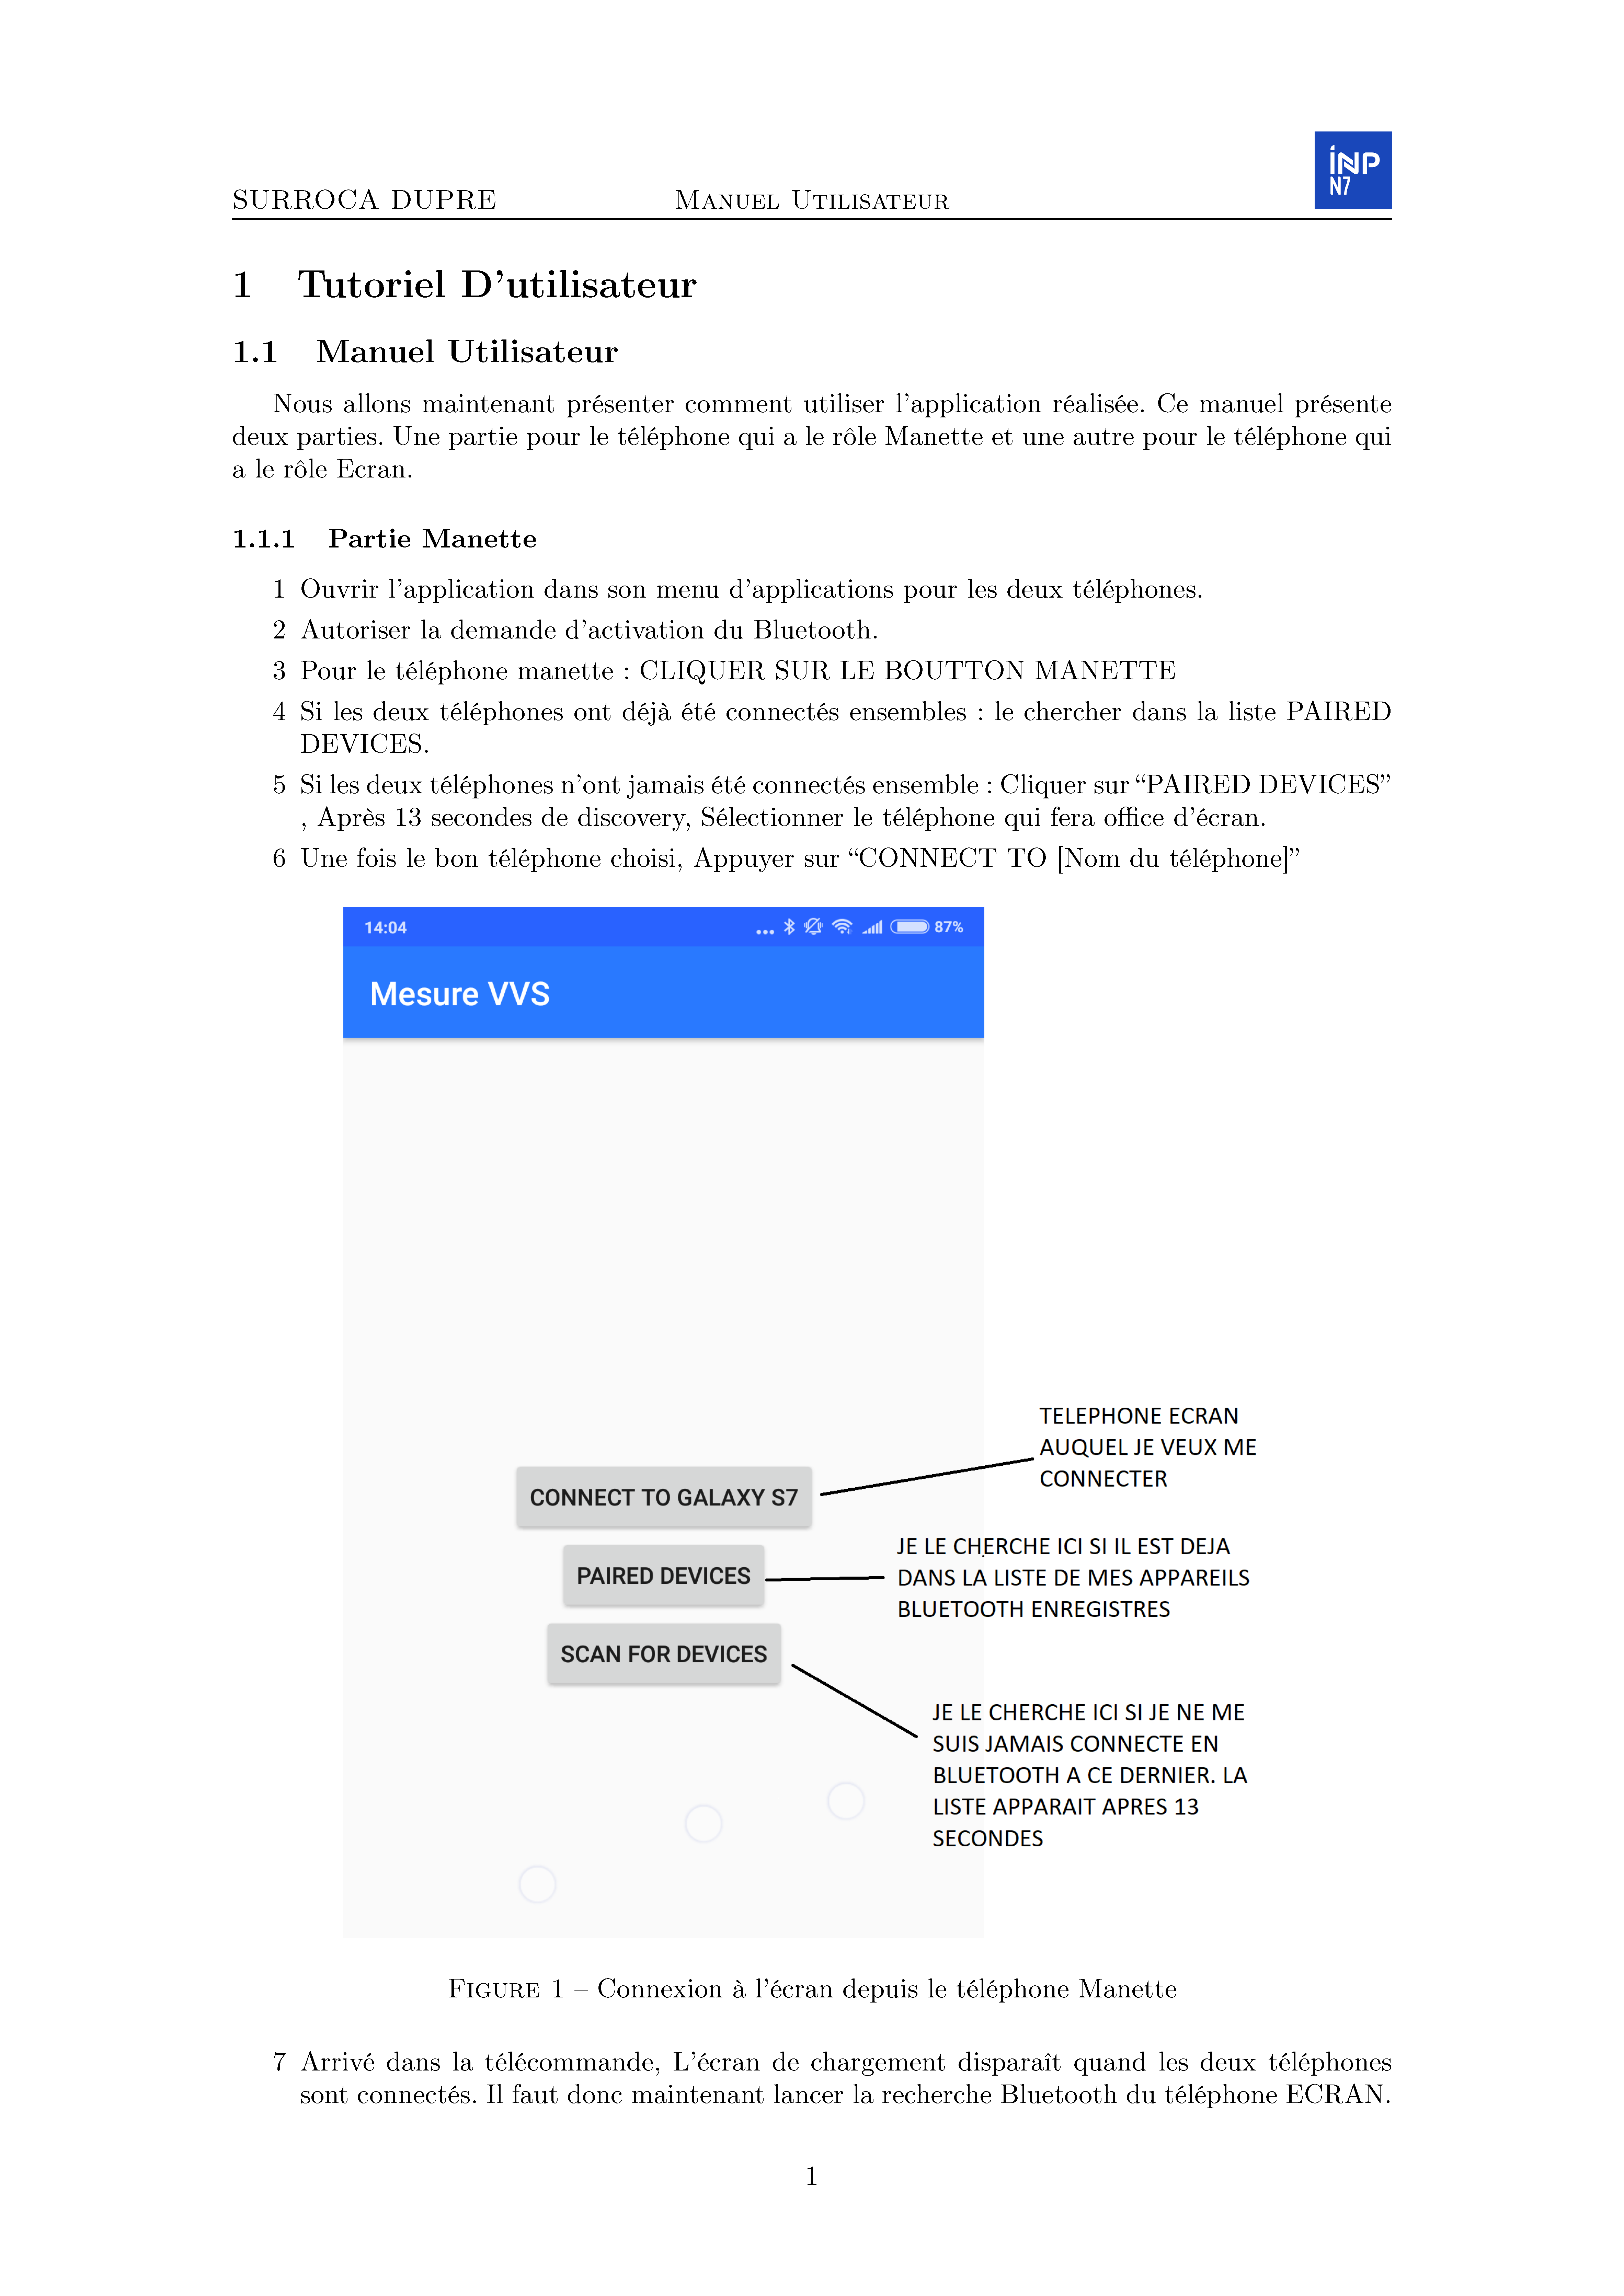 iNP
N7
SURROCA DUPRE Manuel Utilisateur
1 Tutoriel D'utilisateur
1.1 Manuel Utilisateur
Nous allons maintenant présenter comment utiliser l'application réalisée. Ce manuel présente
deux parties. Une partie pour le téléphone qui a le rôle Manette et une autre pour le téléphone qui
a le rôle Ecran.
1.1.1 Partie Manette
1 Ouvrir l'application dans son menu d'applications pour les deux téléphones.
2 Autoriser la demande d'activation du Bluetooth.
3 Pour le téléphone manette : CLIQUER SUR LE BOUTTON MANETTE
4 Si les deux téléphones ont déjà été connectés ensembles : le chercher dans la liste PAIRED
DEVICES.
5 Si les deux téléphones n'ont jamais été connectés ensemble : Cliquer sur “PAIRED DEVICES”
, Après 13 secondes de discovery, Sélectionner le téléphone qui fera office d'écran.
6 Une fois le bon téléphone choisi, Appuyer sur “CONNECT TO [Nom du téléphone]”
14:04 ... 87%
Mesure VVS
TELEPHONE ECRAN
AUQUEL JE VEUX ME
CONNECTER
CONNECT TO GALAXY S7
JE LE CHERCHE ICI SI IL EST DEJA
DANS LA LISTE DE MES APPAREILS
BLUETOOTH ENREGISTRES
PAIRED DEVICES
SCAN FOR DEVICES
JE LE CHERCHE ICI SI JE NE ME
SUIS JAMAIS CONNECTE EN
BLUETOOTH A CE DERNIER. LA
LISTE APPARAIT APRES 13
SECONDES
Figure 1 – Connexion à l'écran depuis le téléphone Manette
7 Arrivé dans la télécommande, L'écran de chargement disparaît quand les deux téléphones
sont connectés. Il faut donc maintenant lancer la recherche Bluetooth du téléphone ECRAN.
1